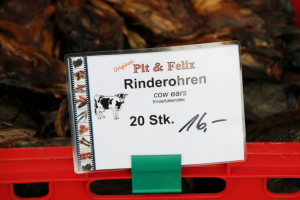 Original Pit & Felix
Rinderohren
cow ears
Einzelfuttermittel
20 Stk. 16,-